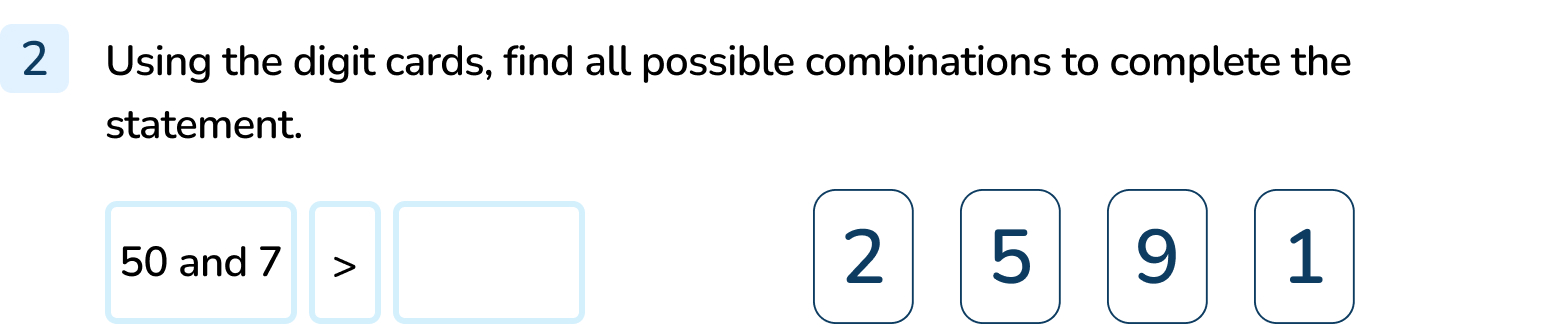 2
Using the digit cards, find all possible combinations to complete the
statement.
50 and 7 > 2 5 9 1